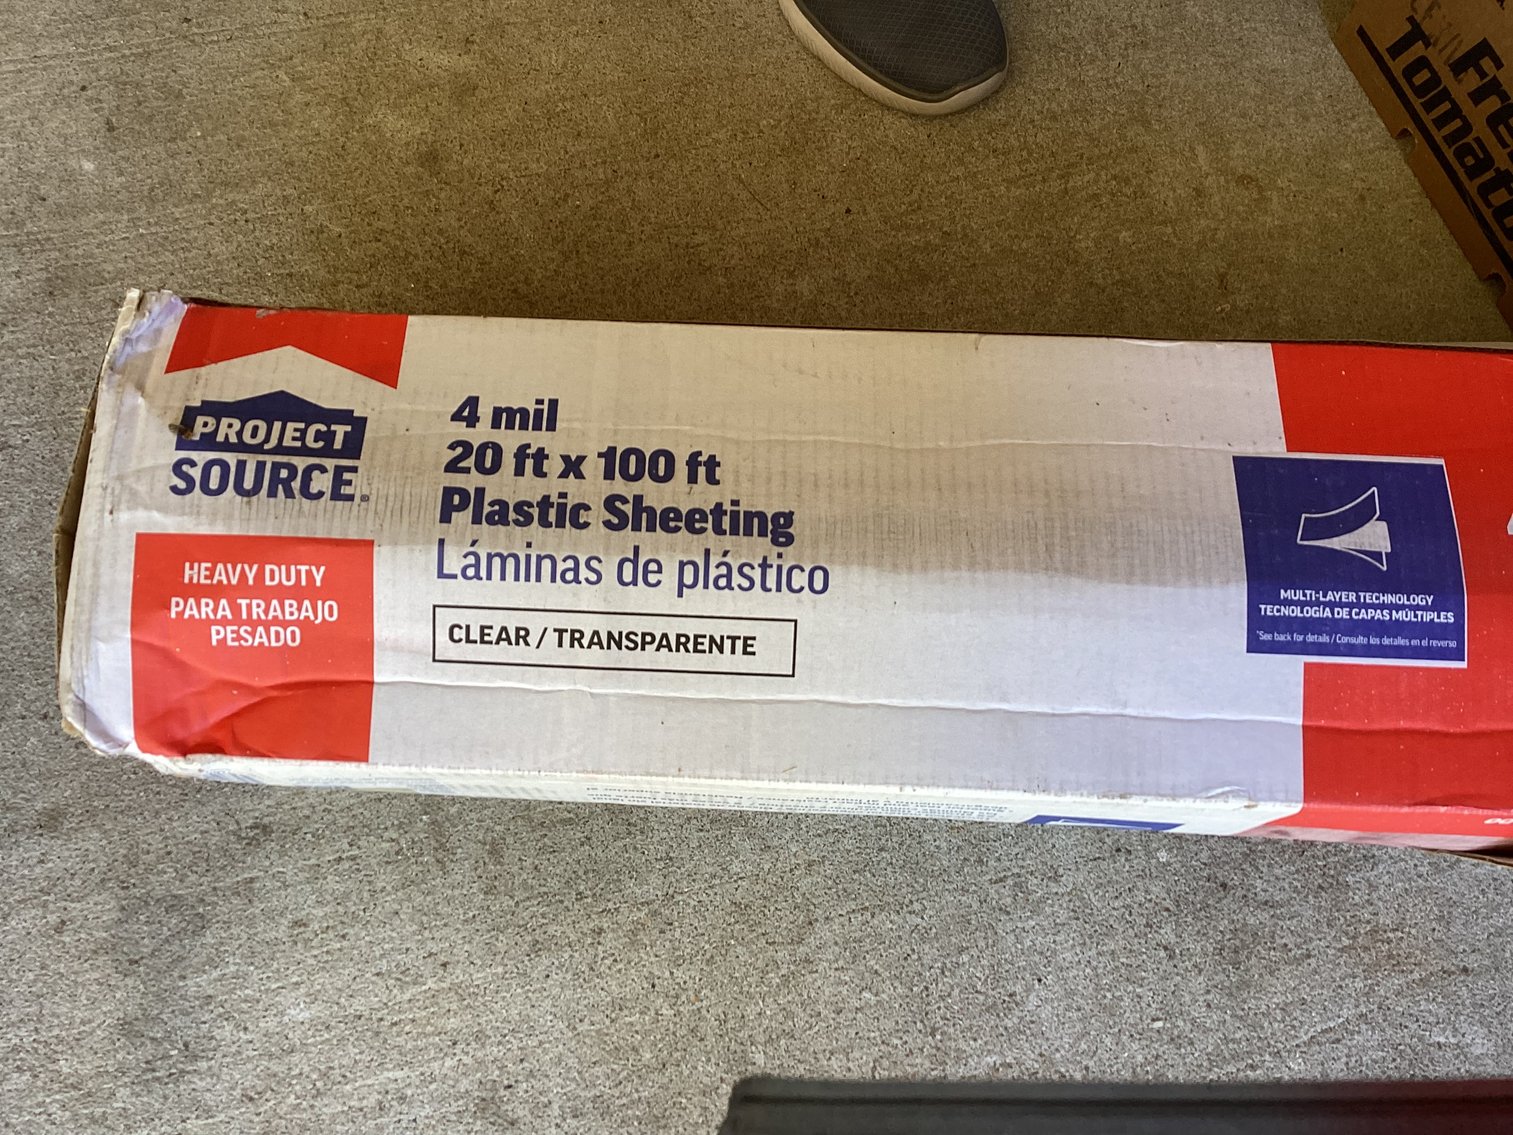 PROJECT
SOURCE®
HEAVY DUTY
PARA TRABAJO
PESADO
4 mil
20 ft x 100 ft
Plastic Sheeting
Láminas de plástico
CLEAR / TRANSPARENTE
MULTI-LAYER TECHNOLOGY
TECNOLOGÍA DE CAPAS MÚLTIPLES
*See back for details / Consulte los detalles en el reverso